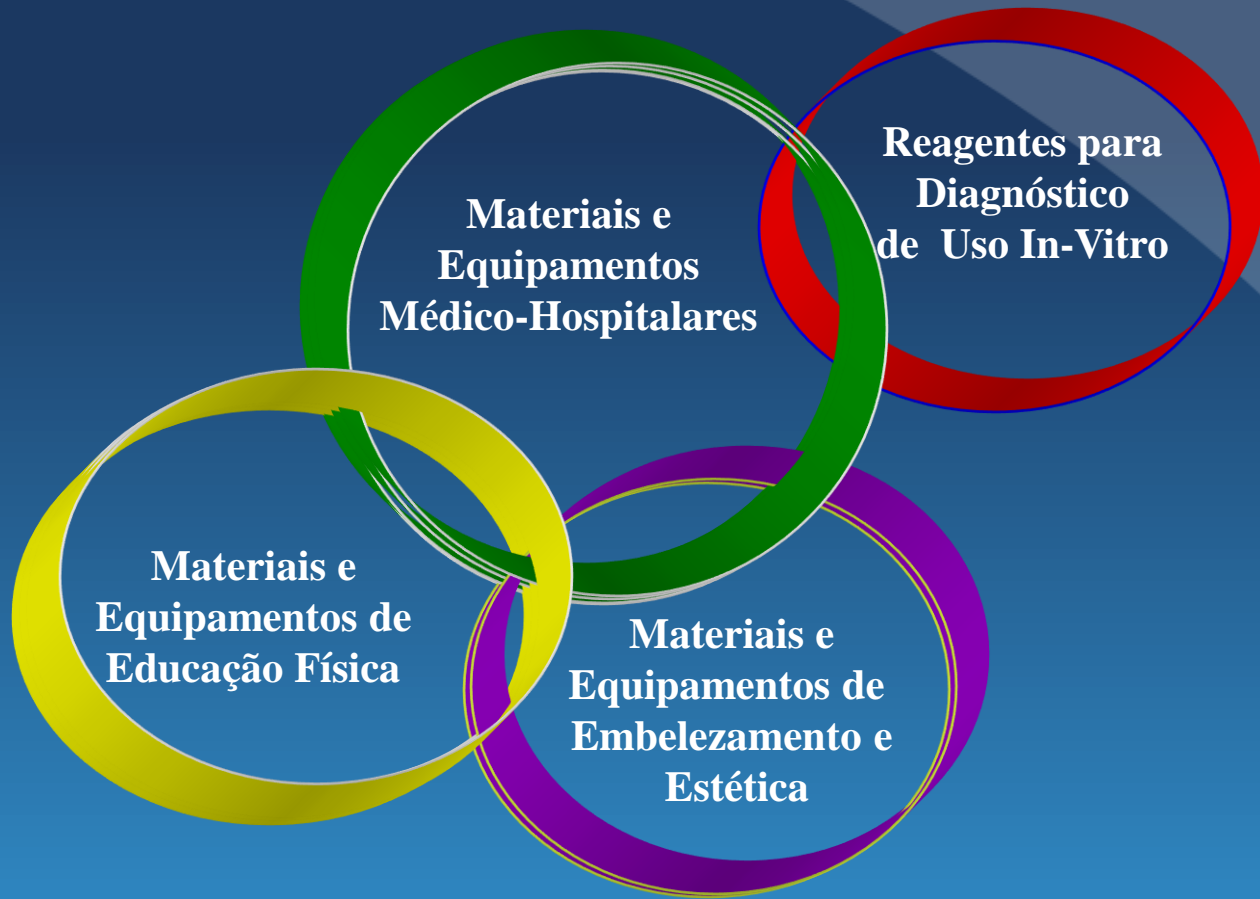 Materiais e
Equipamentos
Médico-Hospitalares
Reagentes para
Diagnóstico
de Uso In-Vitro
Materiais e
Equipamentos de
Educação Física
Materiais e
Equipamentos de
Embelezamento e
Estética